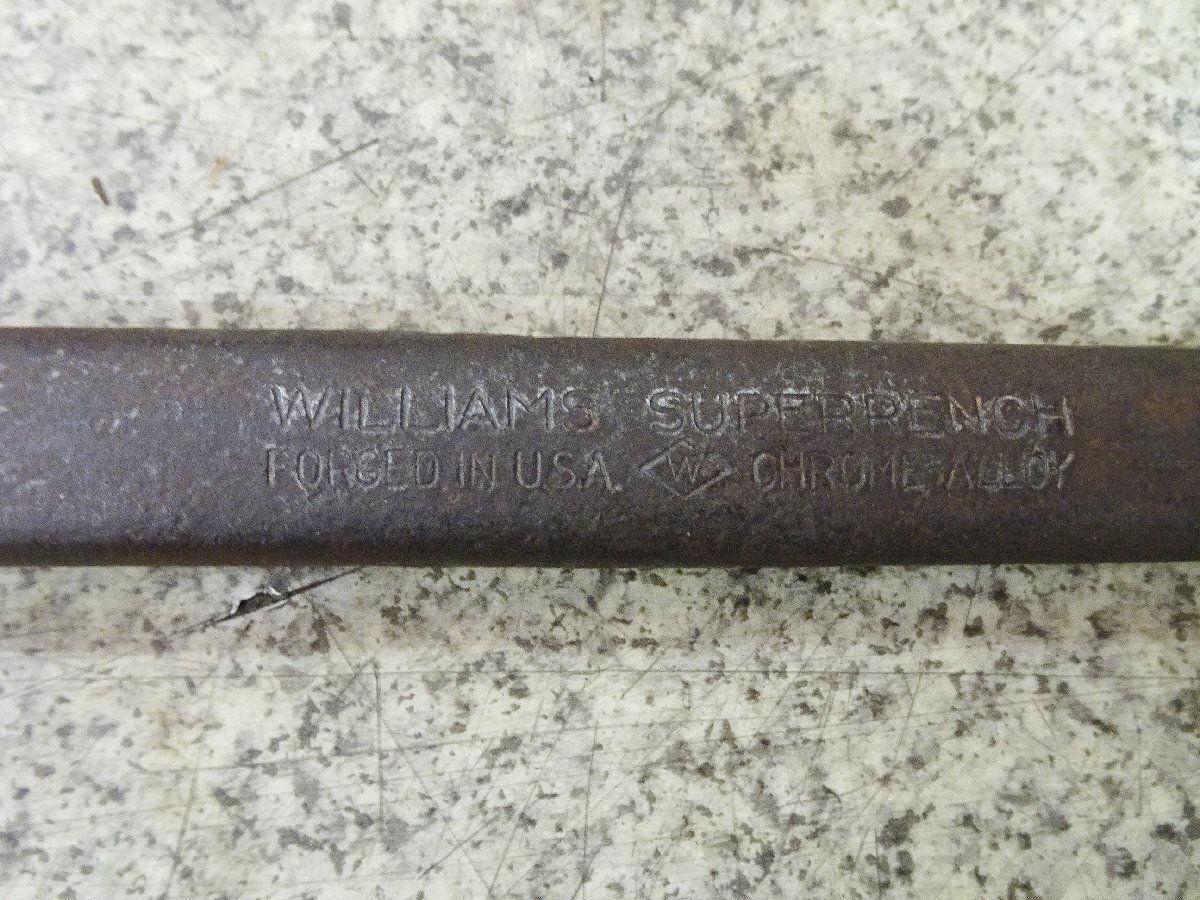 WILLIAMS SUPERRENCH
FORGED IN U.S.A. W CHROME-ALLOY